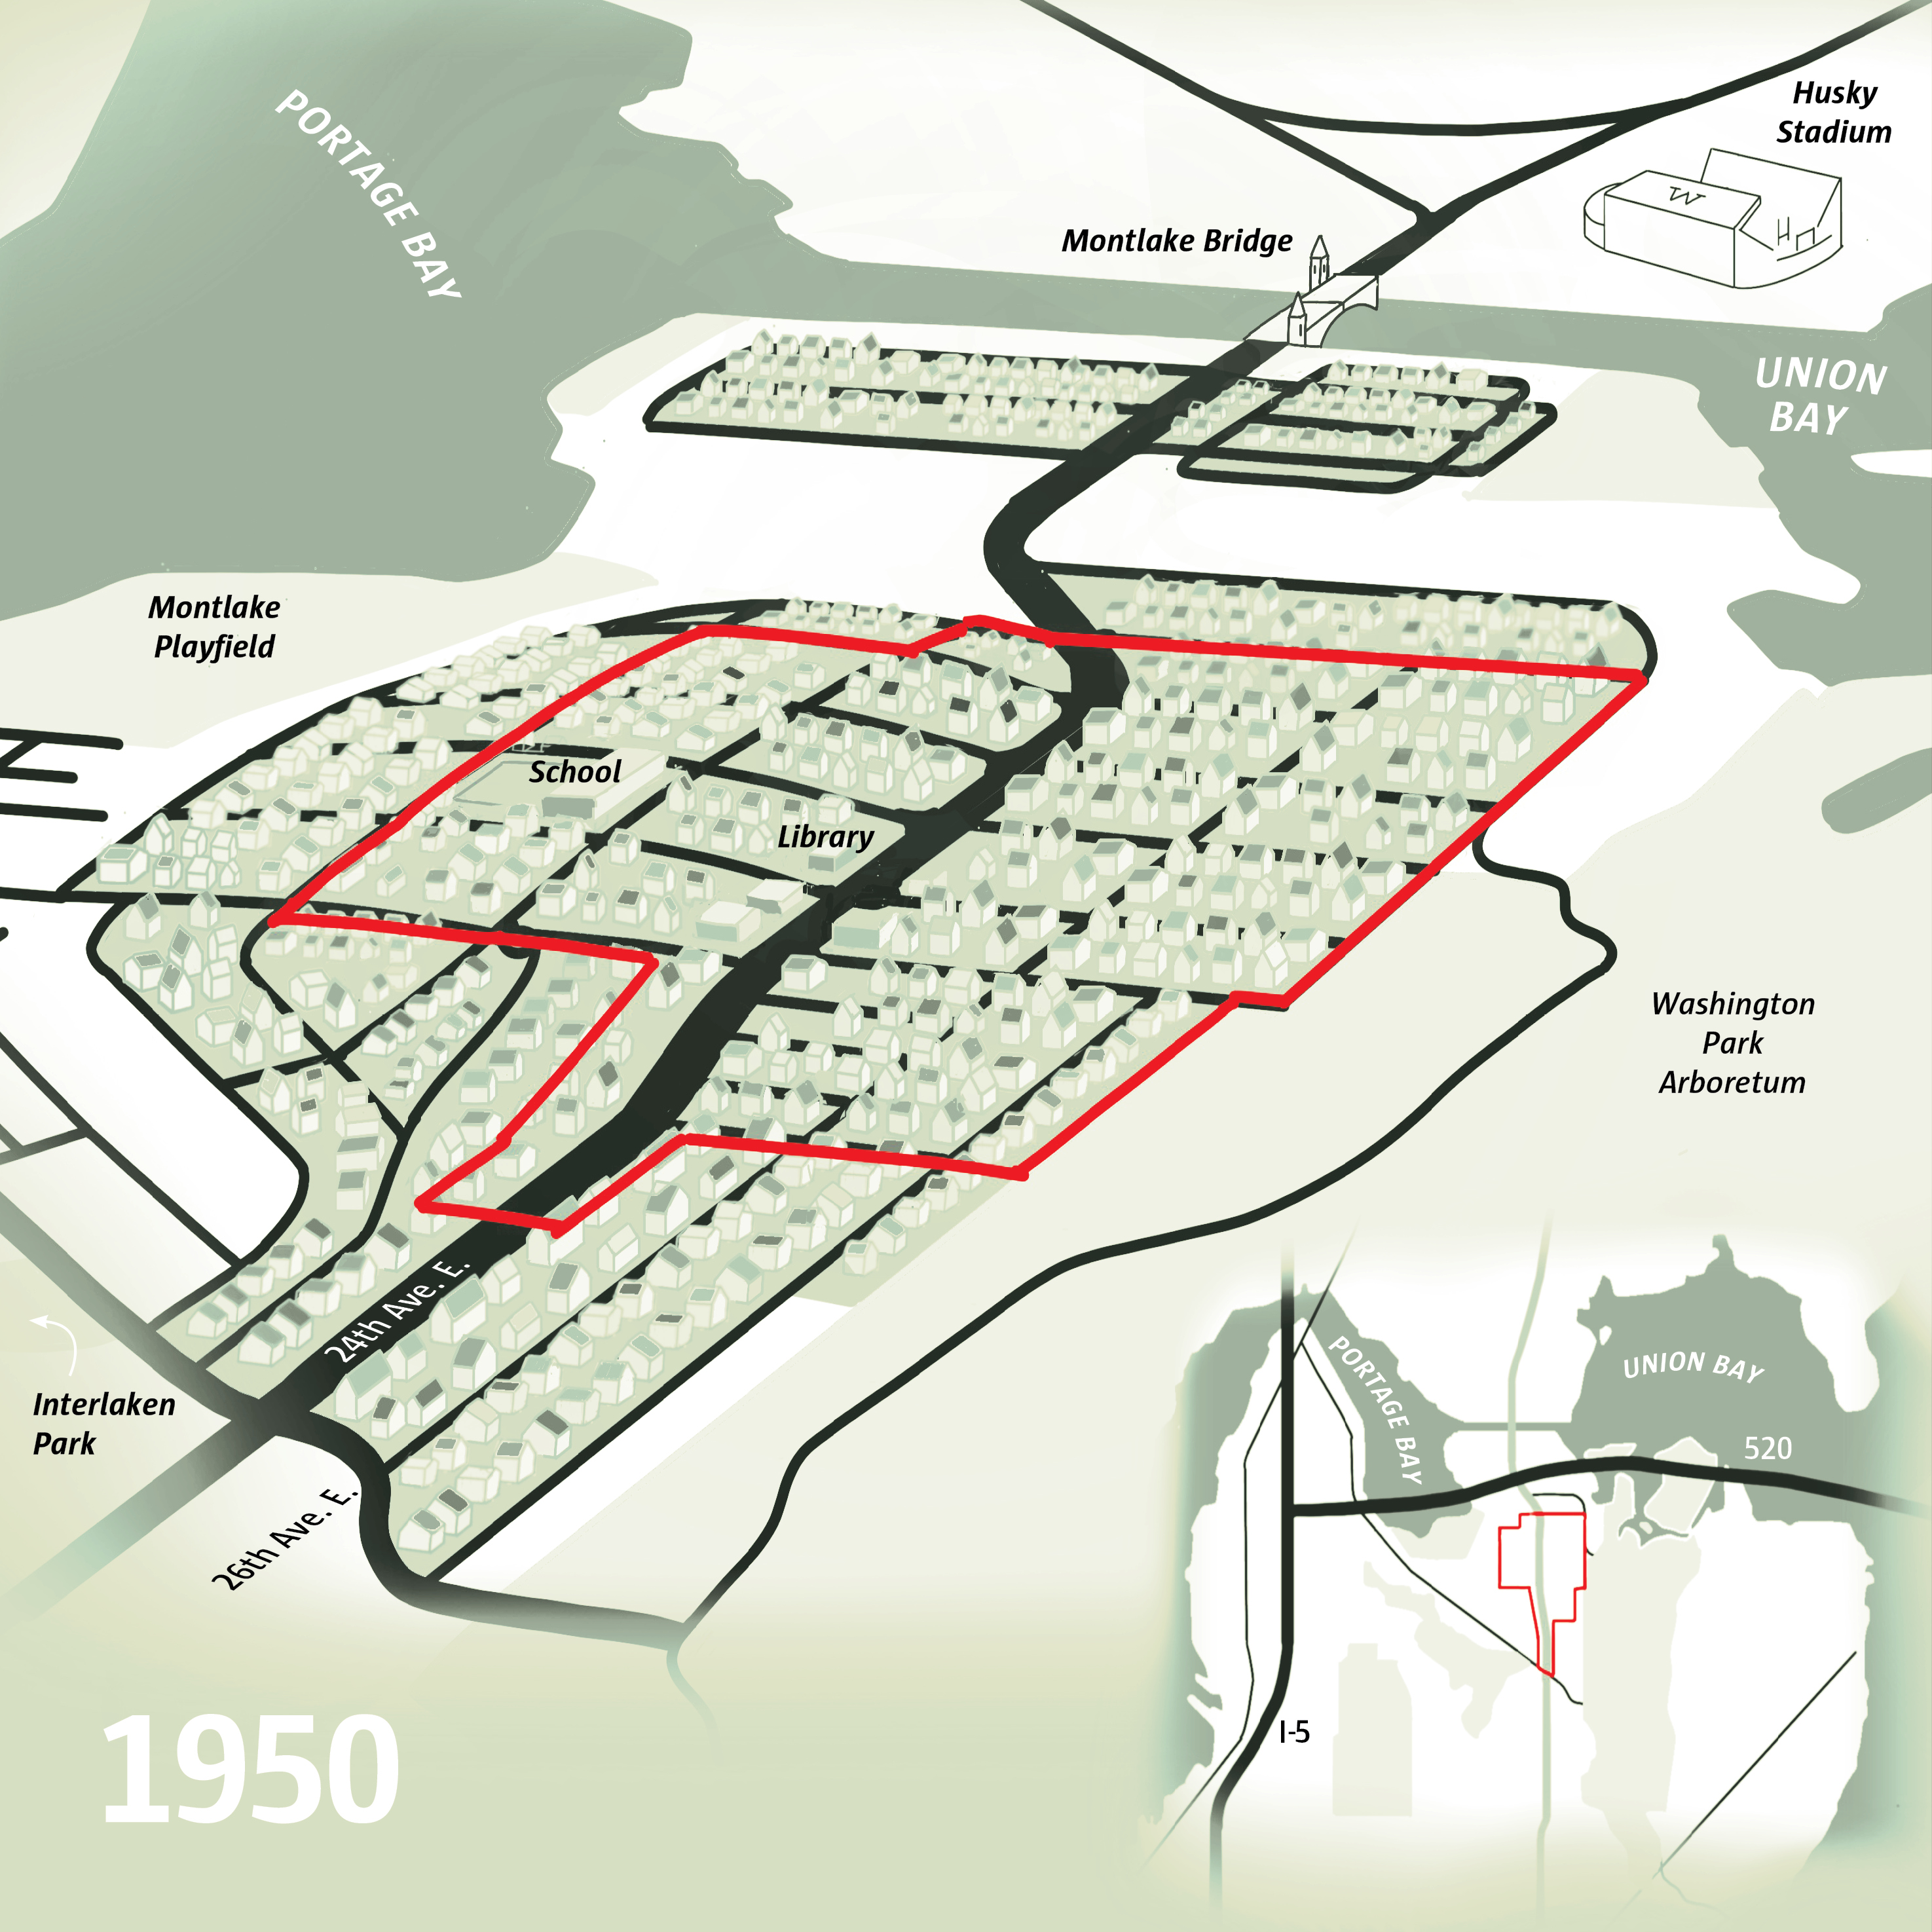 PORTAGE BAY
Husky
Stadium
W
Montlake Bridge
UNION
BAY
Montlake
Playfield
School
Library
Washington
Park
Arboretum
24th Ave. E.
Interlaken
Park
26th Ave. E.
1950
PORTAGE BAY
UNION BAY
520
I-5